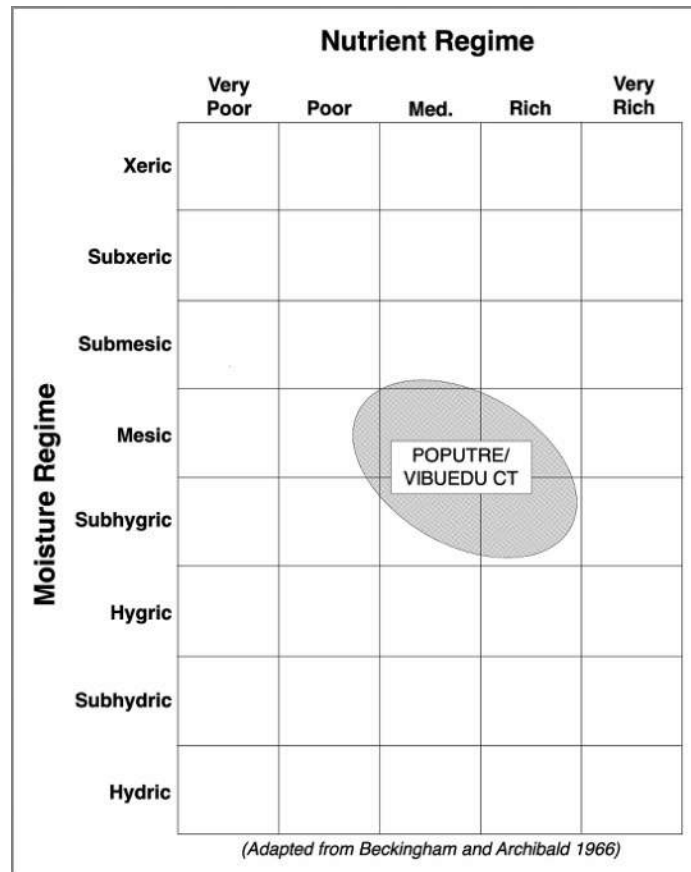 Nutrient Regime
Very
Poor
Poor
Med.
Rich
Very
Rich
Moisture Regime
Xeric
Subxeric
Submesic
Mesic
Subhygric
Hygric
Subhydric
Hydric
POPUTRE/
VIBUEDU CT
(Adapted from Beckingham and Archibald 1966)